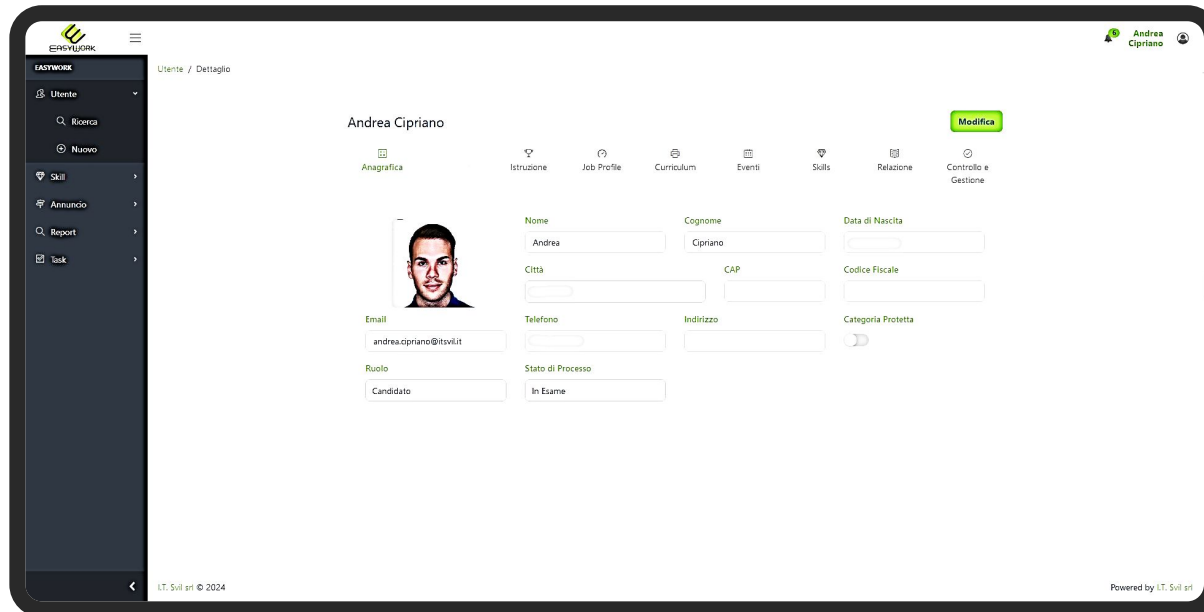 EASYWORK
6
Andrea
Cipriano
EASYWORK
Utente / Dettaglio
Utente
Ricerca
Nuovo
Skill
Annuncio
Report
Task
Andrea Cipriano
Modifica
Anagrafica
Istruzione
Job Profile
Curriculum
Eventi
Skills
Relazione
Controllo e
Gestione
Nome
Cognome
Data di Nascita
Andrea
Cipriano
Città
CAP
Codice Fiscale
Email
Telefono
Indirizzo
Categoria Protetta
andrea.cipriano@itsvil.it
Ruolo
Stato di Processo
Candidato
In Esame
I.T. Svil srl © 2024
Powered by I.T. Svil srl